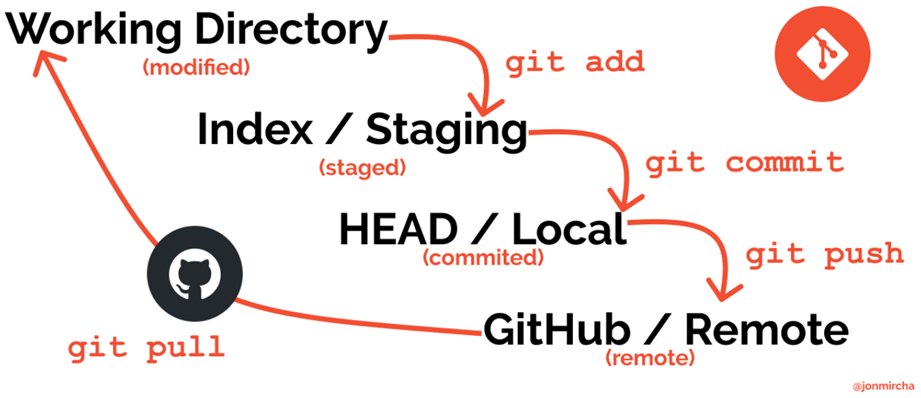 Working Directory
(modified)
git add
Index / Staging
(staged)
git commit
HEAD / Local
(commited)
git push
GitHub / Remote
(remote)
git pull
@jonmircha